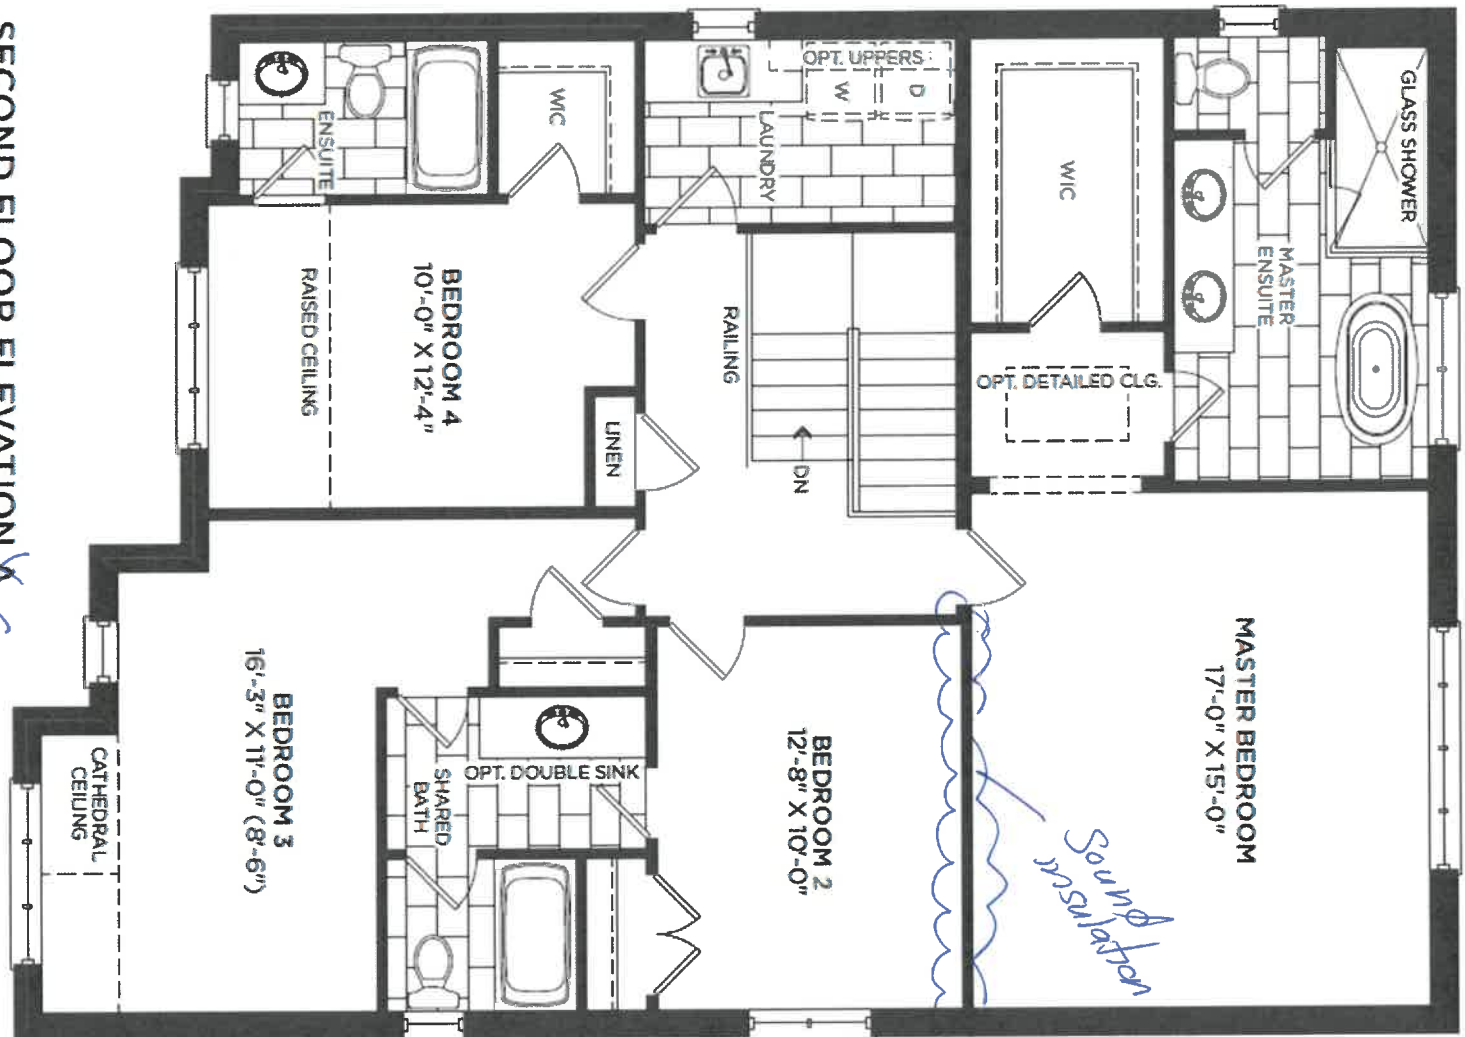 SECOND FLOOR ELEVATION A
GLASS SHOWER
MASTER
ENSUITE
WIC
OPT. DETAILED CLG.
MASTER BEDROOM
17'-0" X 15'-0"
Sound
insulation
OPT. UPPERS
W
D
LAUNDRY
RAILING
DN
LINEN
BEDROOM 2
12'-8" X 10'-0"
WIC
ENSUITE
BEDROOM 4
10'-0" X 12'-4"
RAISED CEILING
OPT. DOUBLE SINK
SHARED
BATH
BEDROOM 3
16'-3" X 11'-0" (8'-6")
CATHEDRAL
CEILING